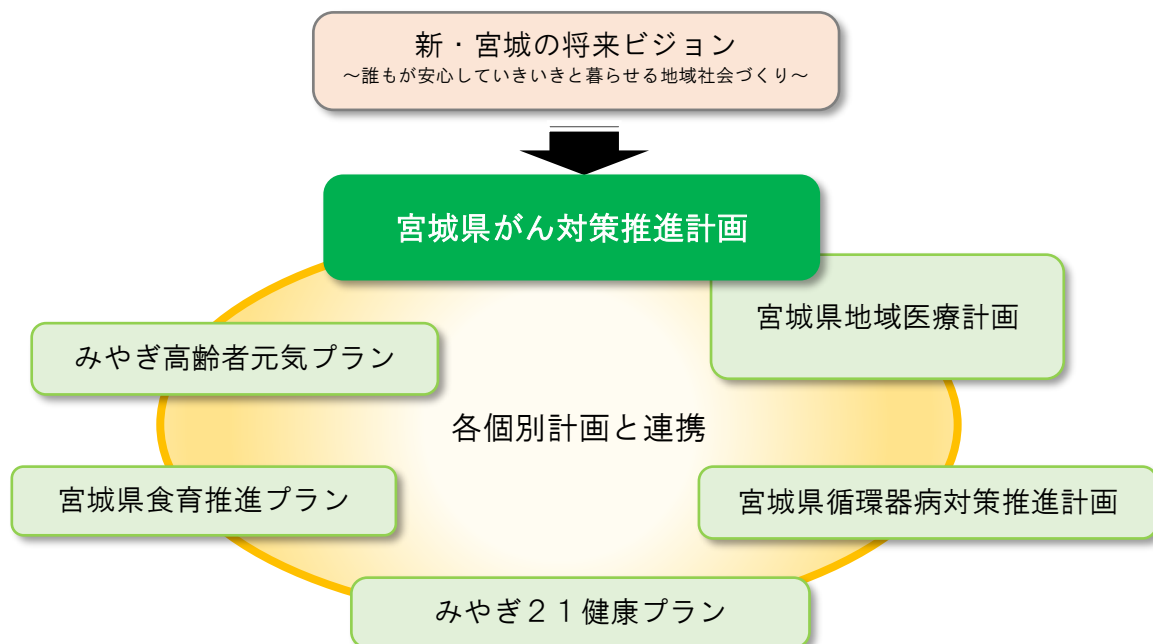 新・宮城の将来ビジョン
～誰もが安心していきいきと暮らせる地域社会づくり～
宮城県がん対策推進計画
宮城県地域医療計画
みやぎ高齢者元気プラン
各個別計画と連携
宮城県食育推進プラン
宮城県循環器病対策推進計画
みやぎ２１健康プラン